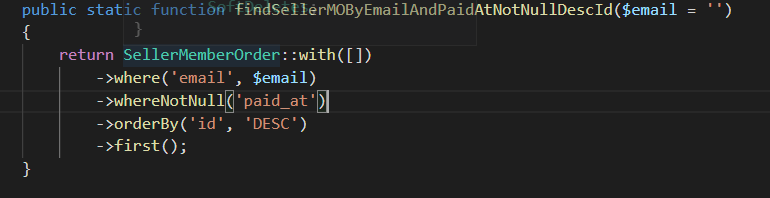 public static function findSellerMOByEmailAndPaidAtNotNullDescId($email = '')
{
return SellerMemberOrder::with([])
->where('email', $email)
->whereNotNull('paid_at')
->orderBy('id', 'DESC')
->first();
}